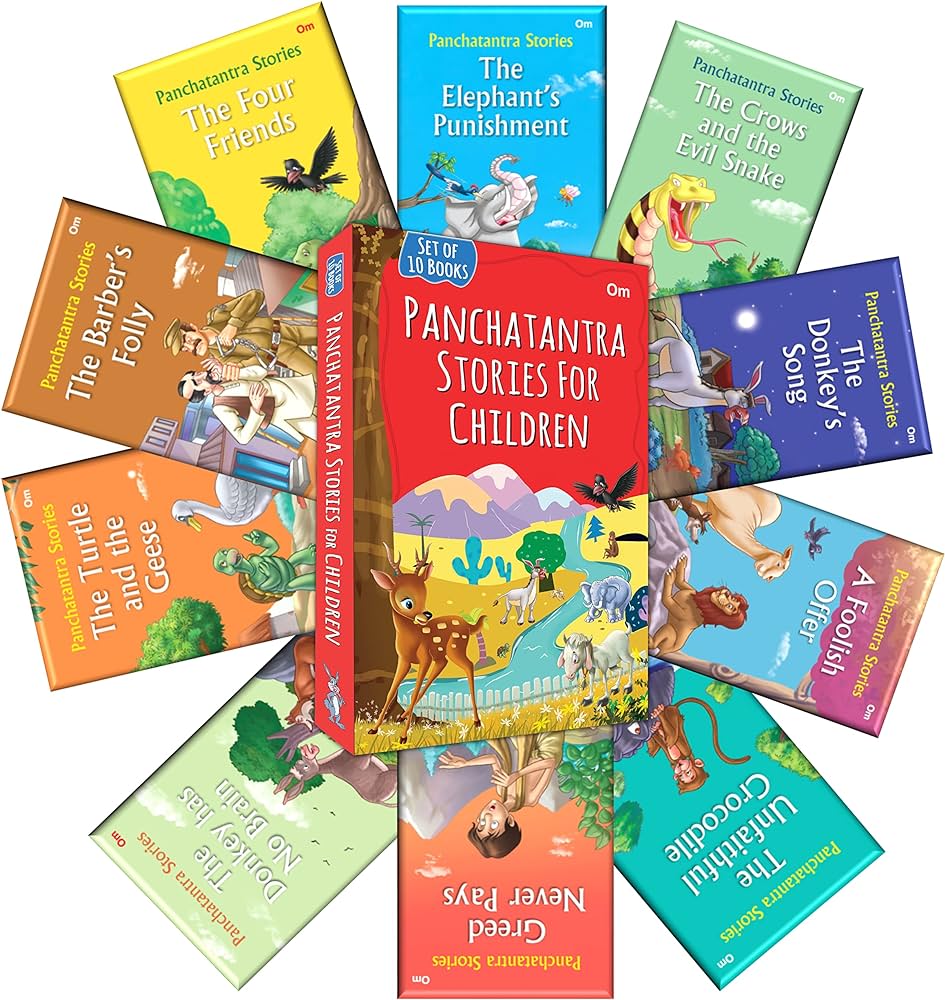 SET OF
10 BOOKS
Om
PANCHATANTRA
STORIES FOR
CHILDREN
SET OF
10 BOOKS
PANCHATANTRA STORIES FOR CHILDREN
Om
Panchatantra Stories
The Four
Friends
Om
Panchatantra Stories
The
Elephant's
Punishment
Panchatantra Stories
Om
The Crows
and the
Evil Snake
Panchatantra Stories
The
Donkey's
Song
Om
Panchatantra Stories
A Foolish
Offer
Om
Panchatantra Stories
The
Unfaithful
Crocodile
Om
Panchatantra Stories
Greed
Never Pays
Om
Panchatantra Stories
The
Donkey has
No Brain
Om
Om
Panchatantra Stories
The Turtle
and the
Geese
Om
Panchatantra Stories
The Barber's
Folly